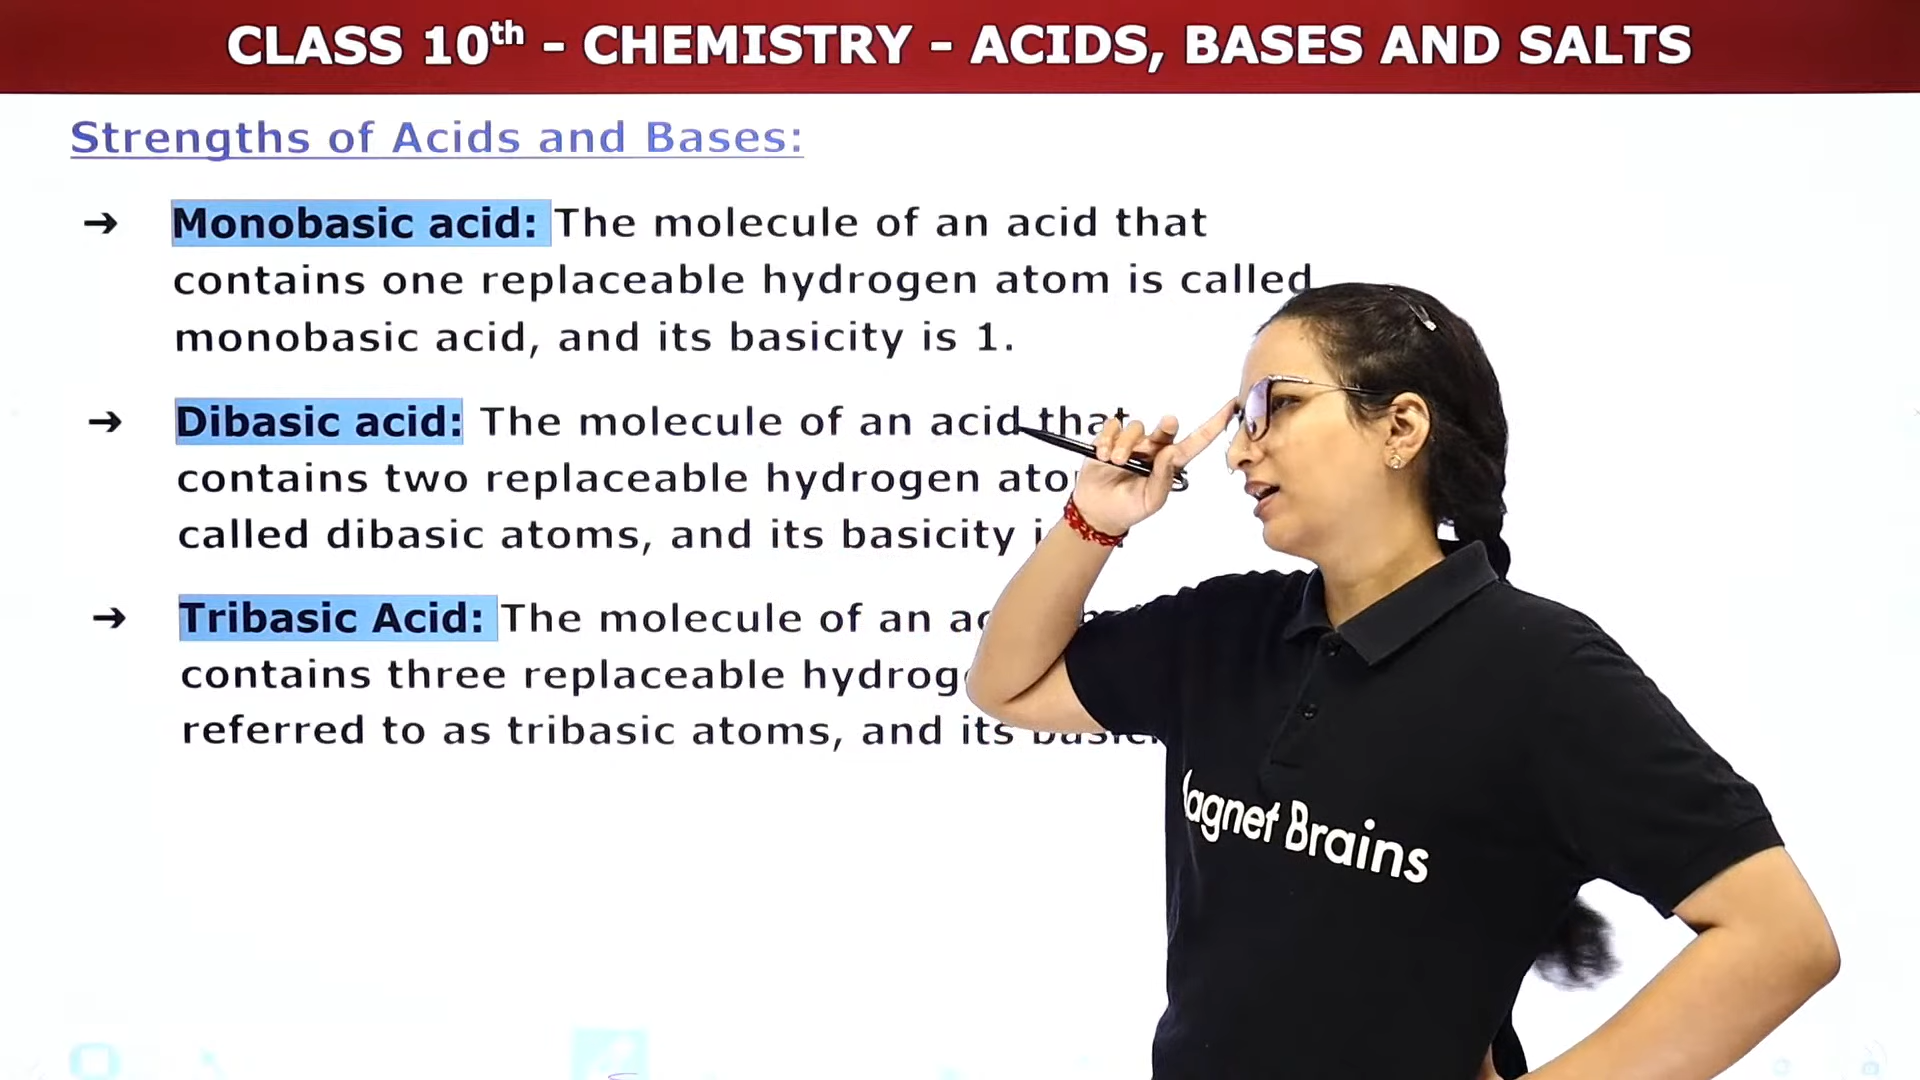 CLASS 10th - CHEMISTRY - ACIDS, BASES AND SALTS
Strengths of Acids and Bases:
➔ Monobasic acid: The molecule of an acid that
contains one replaceable hydrogen atom is called
monobasic acid, and its basicity is 1.
➔ Dibasic acid: The molecule of an acid that
contains two replaceable hydrogen
called dibasic atoms, and its basicity
➔ Tribasic Acid: The molecule of an
contains three replaceable
referred to as tribasic atoms, and its
Brains